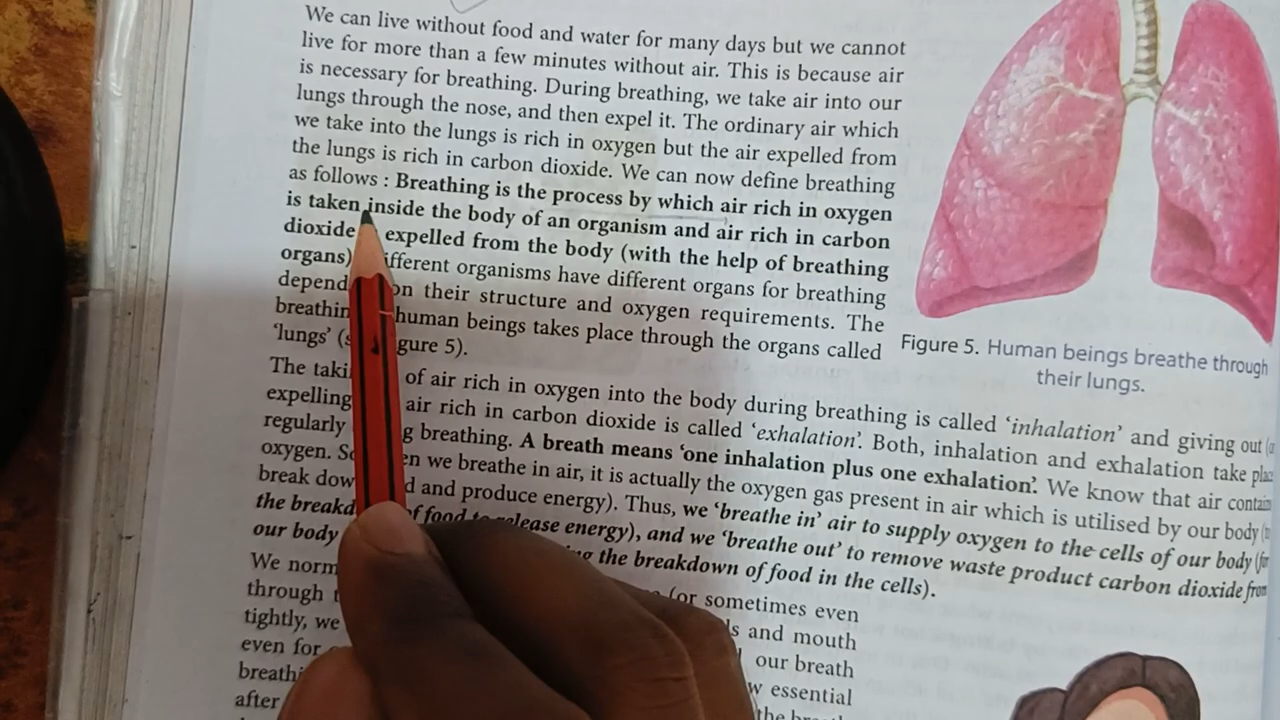 We can live without food and water for many days but we cannot
live for more than a few minutes without air. This is because air
is necessary for breathing. During breathing, we take air into our
lungs through the nose, and then expel it. The ordinary air which
we take into the lungs is rich in oxygen but the air expelled from
the lungs is rich in carbon dioxide. We can now define breathing
as follows : Breathing is the process by which air rich in oxygen
is taken inside the body of an organism and air rich in carbon
dioxide expelled from the body (with the help of breathing
organs) different organisms have different organs for breathing
on their structure and oxygen requirements. The
human beings takes place through the organs called
'lungs' 5).
Figure 5. Human beings breathe through
their lungs.
The of air rich in oxygen into the body during breathing is called 'inhalation' and giving out
expelling air rich in carbon dioxide is called 'exhalation'. Both, inhalation and exhalation take
regularly breathing. A breath means 'one inhalation plus one exhalation'. We know that air
oxygen. we breathe in air, it is actually the oxygen gas present in air which is utilised by our body
break and produce energy). Thus, we 'breathe in' air to supply oxygen to the cells of our body
the of food to release energy), and we 'breathe out' to remove waste product carbon dioxide from
our body the breakdown of food in the cells).
We (or sometimes even
through and mouth
tightly, we our breath
even for essential
after the